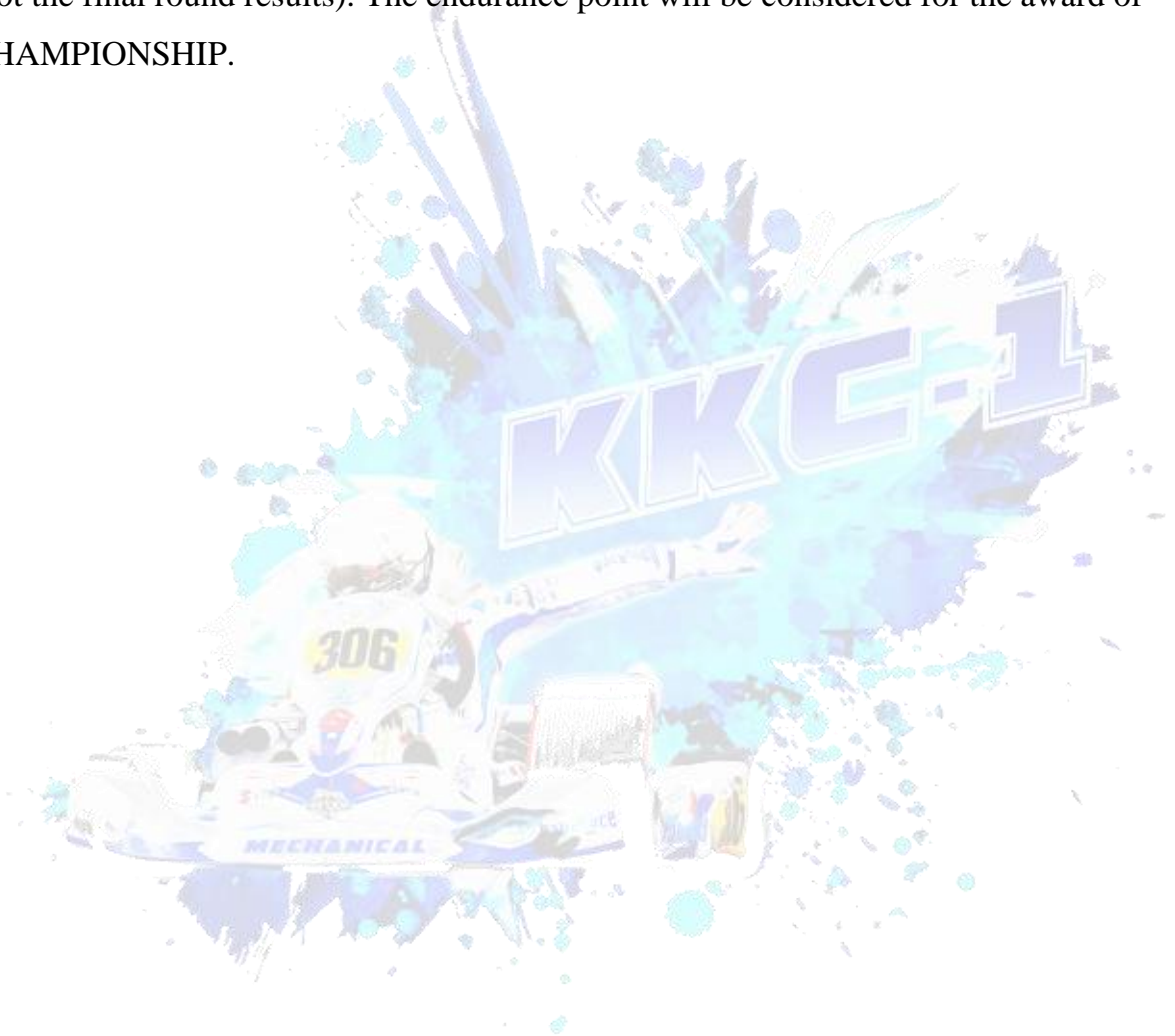 ot the final round results). The endurance point will be considered for the award of
HAMPIONSHIP.
KKC-1
306
MECHANICAL